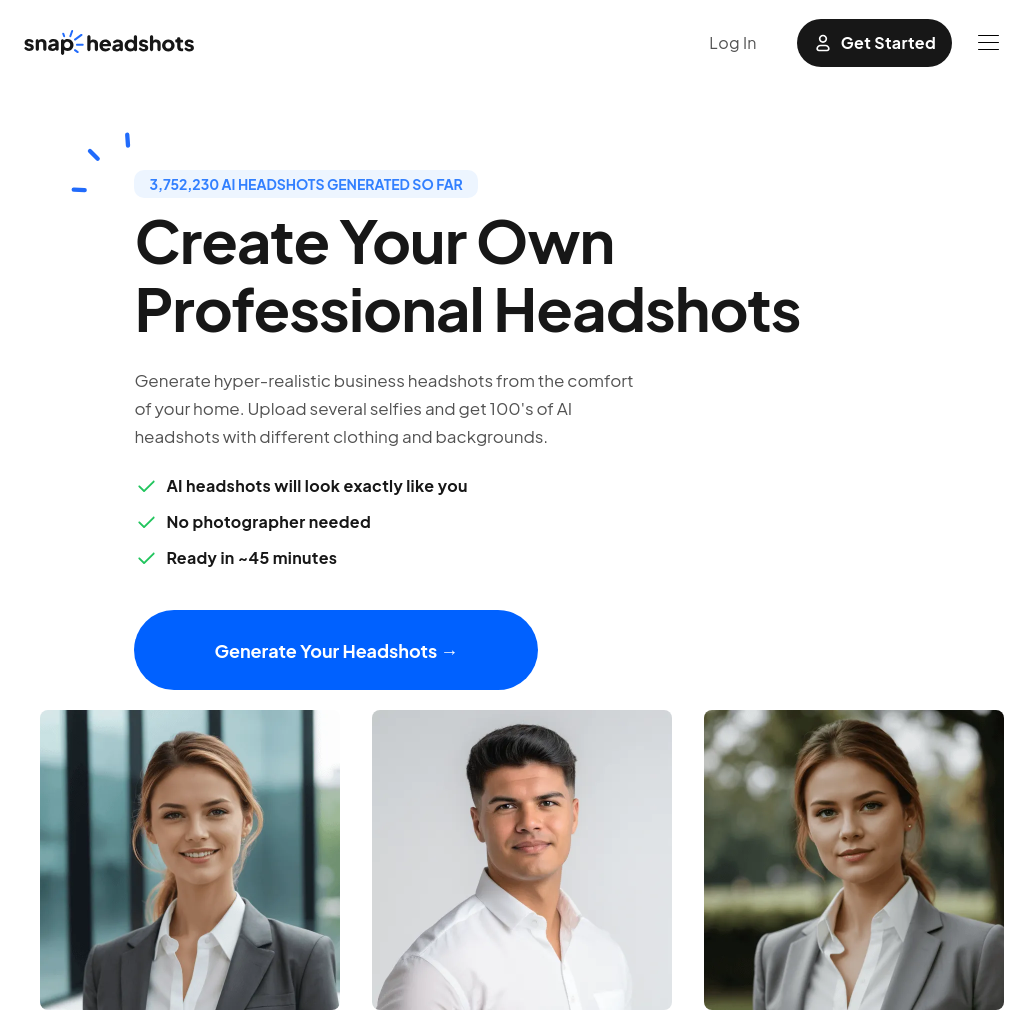 snap headshots
Log In
Get Started
3,752,230 AI HEADSHOTS GENERATED SO FAR
Create Your Own
Professional Headshots
Generate hyper-realistic business headshots from the comfort
of your home. Upload several selfies and get 100's of AI
headshots with different clothing and backgrounds.
AI headshots will look exactly like you
No photographer needed
Ready in ~45 minutes
Generate Your Headshots →